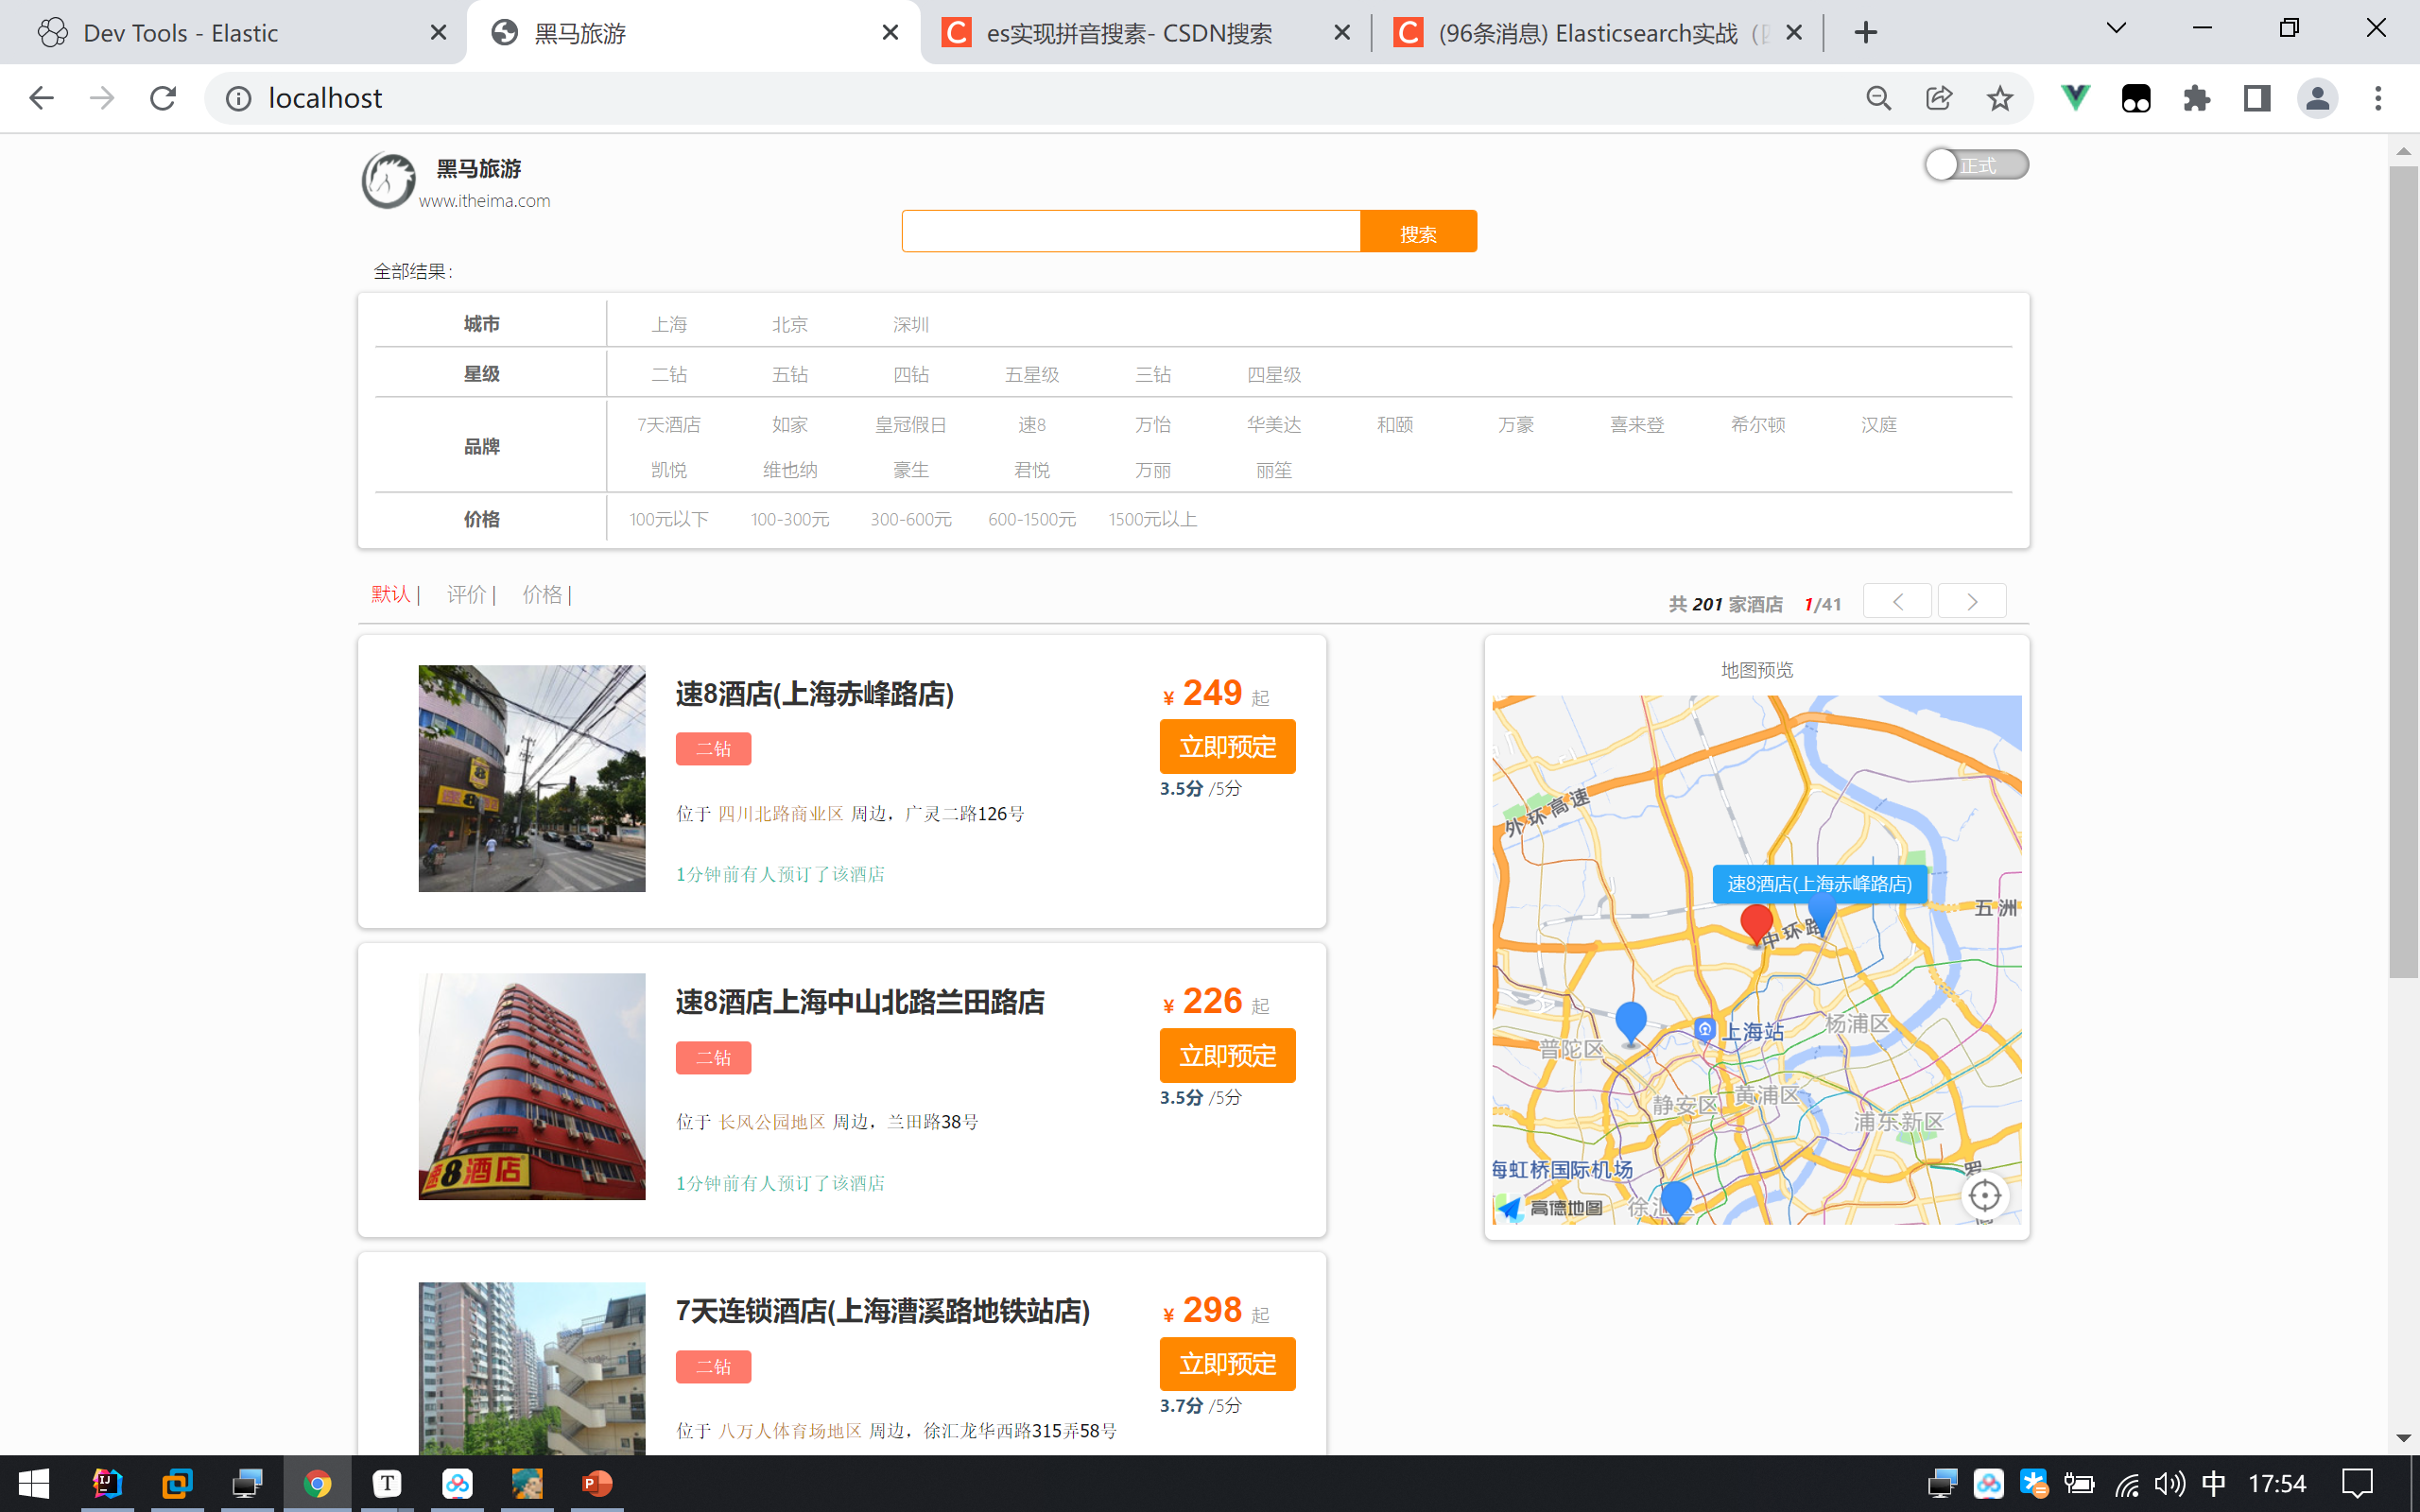 Dev Tools - Elastic
黑马旅游
es实现拼音搜素- CSDN搜索
(96条消息) Elasticsearch实战
localhost
黑马旅游
www.itheima.com
正式
搜索
全部结果：
城市 上海 北京 深圳
星级 二钻 五钻 四钻 五星级 三钻 四星级
品牌 7天酒店 如家 皇冠假日 速8 万怡 华美达 和颐 万豪 喜来登 希尔顿 汉庭
凯悦 维也纳 豪生 君悦 万丽 丽笙
价格 100元以下 100-300元 300-600元 600-1500元 1500元以上
默认 | 评价 | 价格 |
共 201 家酒店 1/41
速8酒店(上海赤峰路店)
¥ 249 起
二钻
立即预定
3.5分 /5分
位于 四川北路商业区 周边，广灵二路126号
1分钟前有人预订了该酒店
速8酒店上海中山北路兰田路店
¥ 226 起
二钻
立即预定
3.5分 /5分
位于 长风公园地区 周边，兰田路38号
1分钟前有人预订了该酒店
速8酒店
7天连锁酒店(上海漕溪路地铁站店)
¥ 298 起
二钻
立即预定
3.7分 /5分
位于 八万人体育场地区 周边，徐汇龙华西路315弄58号
地图预览
外环高速
速8酒店(上海赤峰路店)
五洲
中环路
上海站
杨浦区
普陀区
静安区
黄浦区
浦东新区
海虹桥国际机场
罗
高德地图
中
17:54